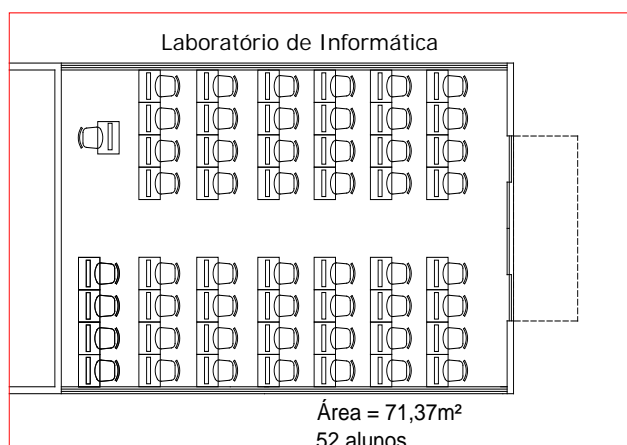 Laboratório de Informática
Área = 71,37m²
52 alunos